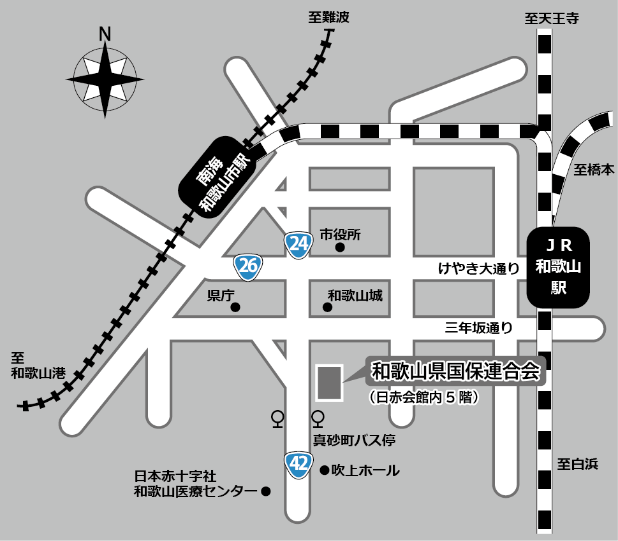 至難波
至天王寺
N
南海
和歌山市駅
至橋本
24
市役所
JR
和歌山
駅
26
けやき大通り
県庁
和歌山城
三年坂通り
至
和歌山港
和歌山県国保連合会
(日赤会館内5階)
真砂町バス停
42
吹上ホール
至白浜
日本赤十字社
和歌山医療センター